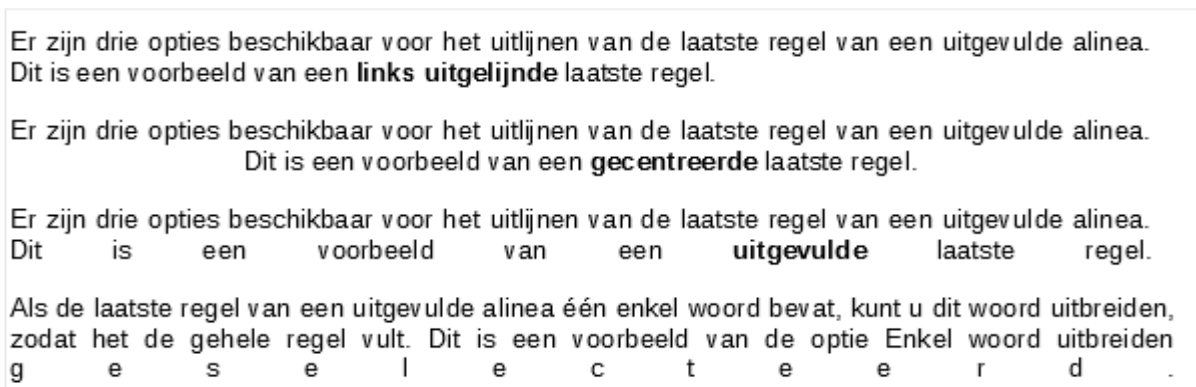 Er zijn drie opties beschikbaar voor het uitlijnen van de laatste regel van een uitgevulde alinea.
Dit is een voorbeeld van een links uitgelijnde laatste regel.
Er zijn drie opties beschikbaar voor het uitlijnen van de laatste regel van een uitgevulde alinea.
Dit is een voorbeeld van een gecentreerde laatste regel.
Er zijn drie opties beschikbaar voor het uitlijnen van de laatste regel van een uitgevulde alinea.
Dit is een voorbeeld van een uitgevulde laatste regel.
Als de laatste regel van een uitgevulde alinea één enkel woord bevat, kunt u dit woord uitbreiden,
zodat het de gehele regel vult. Dit is een voorbeeld van de optie Enkel woord uitbreiden
g e s e l e c t e e r d .